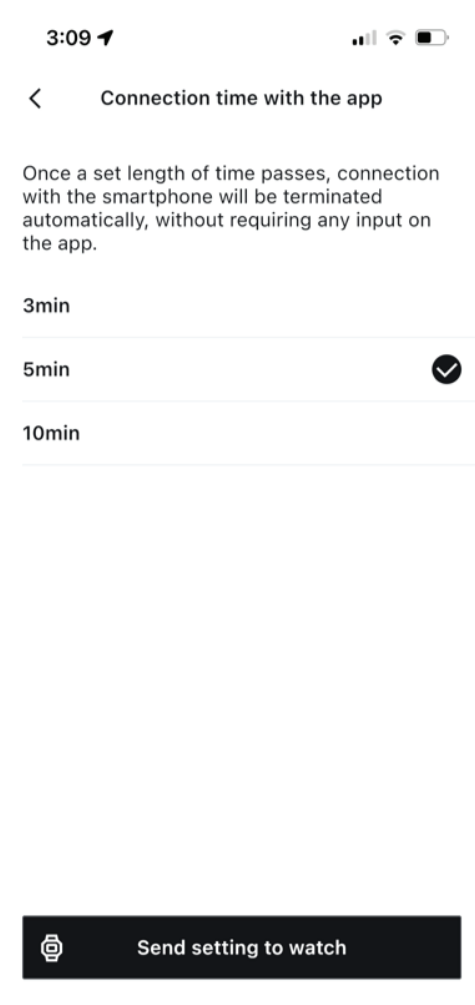 3:09
Connection time with the app
Once a set length of time passes, connection
with the smartphone will be terminated
automatically, without requiring any input on
the app.
3min
5min
10min
Send setting to watch